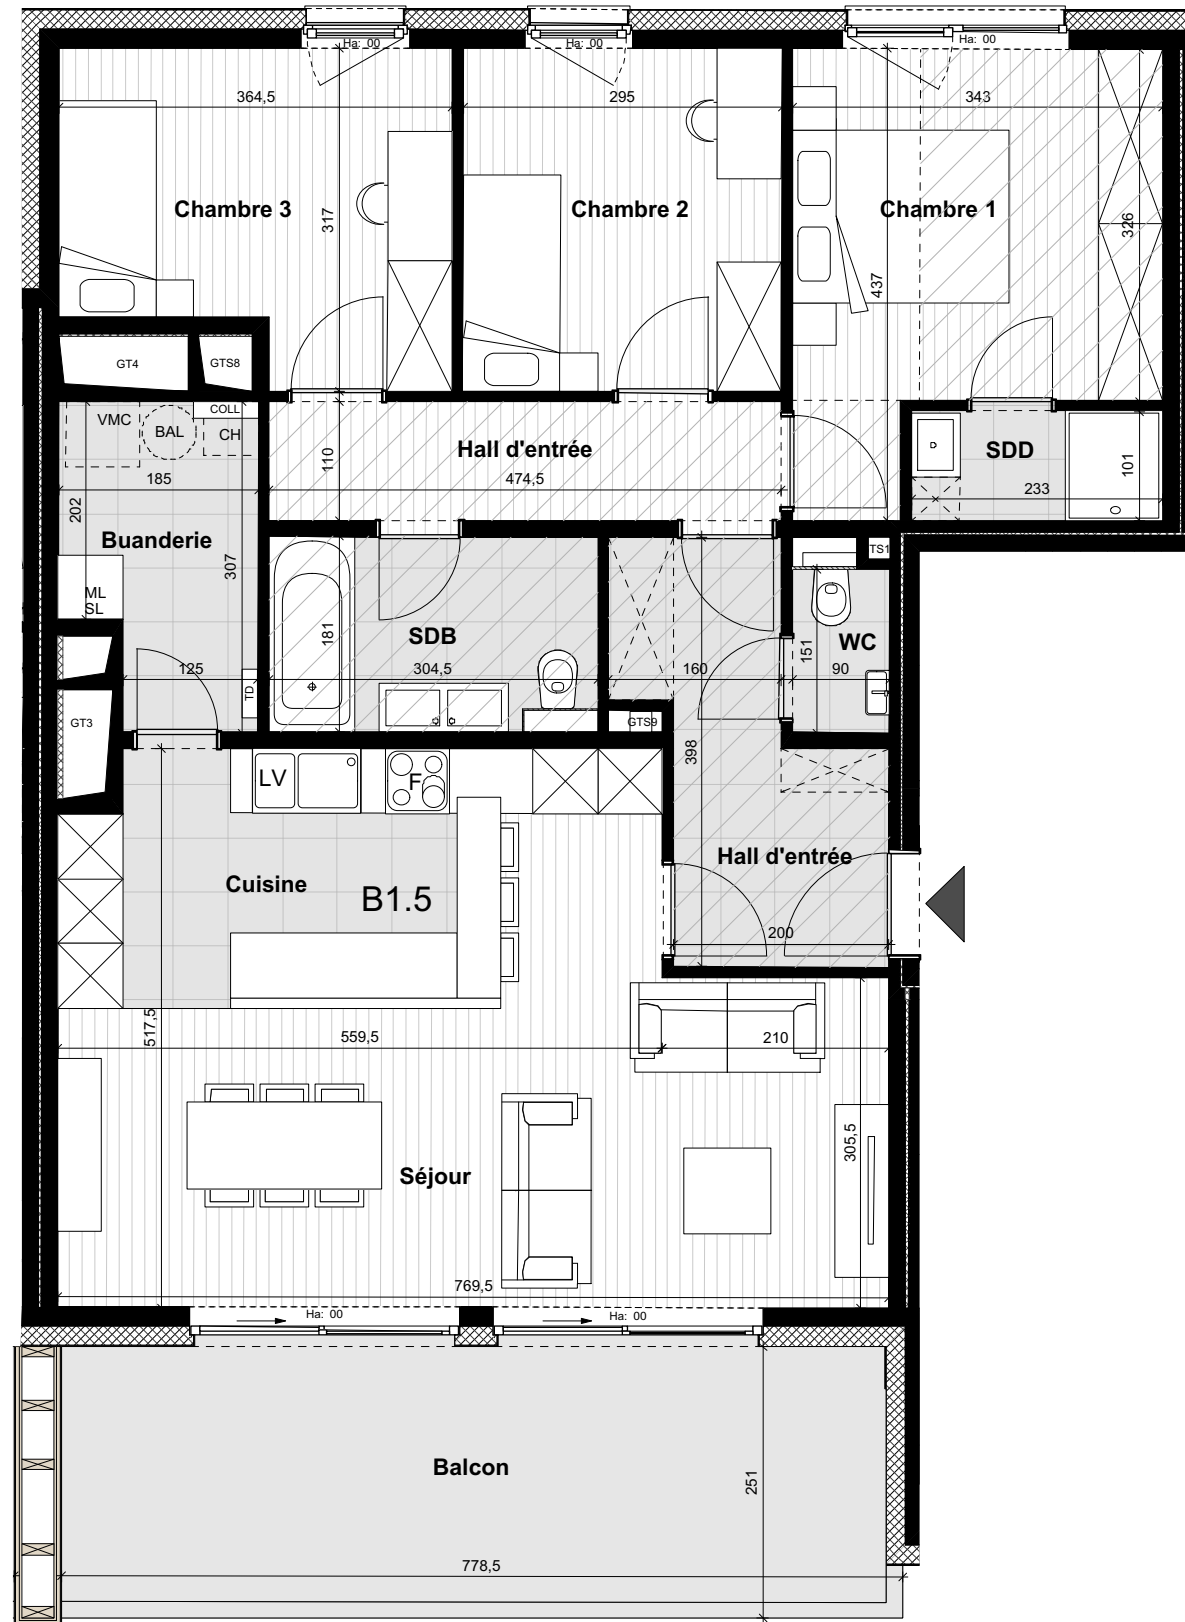 Ha: 00
Ha: 00
Ha: 00
364,5
295
343
Chambre 3
Chambre 2
Chambre 1
317
326
437
GT4
GTS8
COLL
VMC
BAL
CH
Hall d'entrée
SDD
110
101
185
474,5
233
202
Buanderie
307
TS1
ML
SL
181
SDB
WC
151
125
304,5
160
90
TD
GT3
GTS9
398
LV
F
Cuisine
B1.5
Hall d'entrée
200
517,5
559,5
210
305,5
Séjour
769,5
Ha: 00
Ha: 00
Balcon
251
778,5